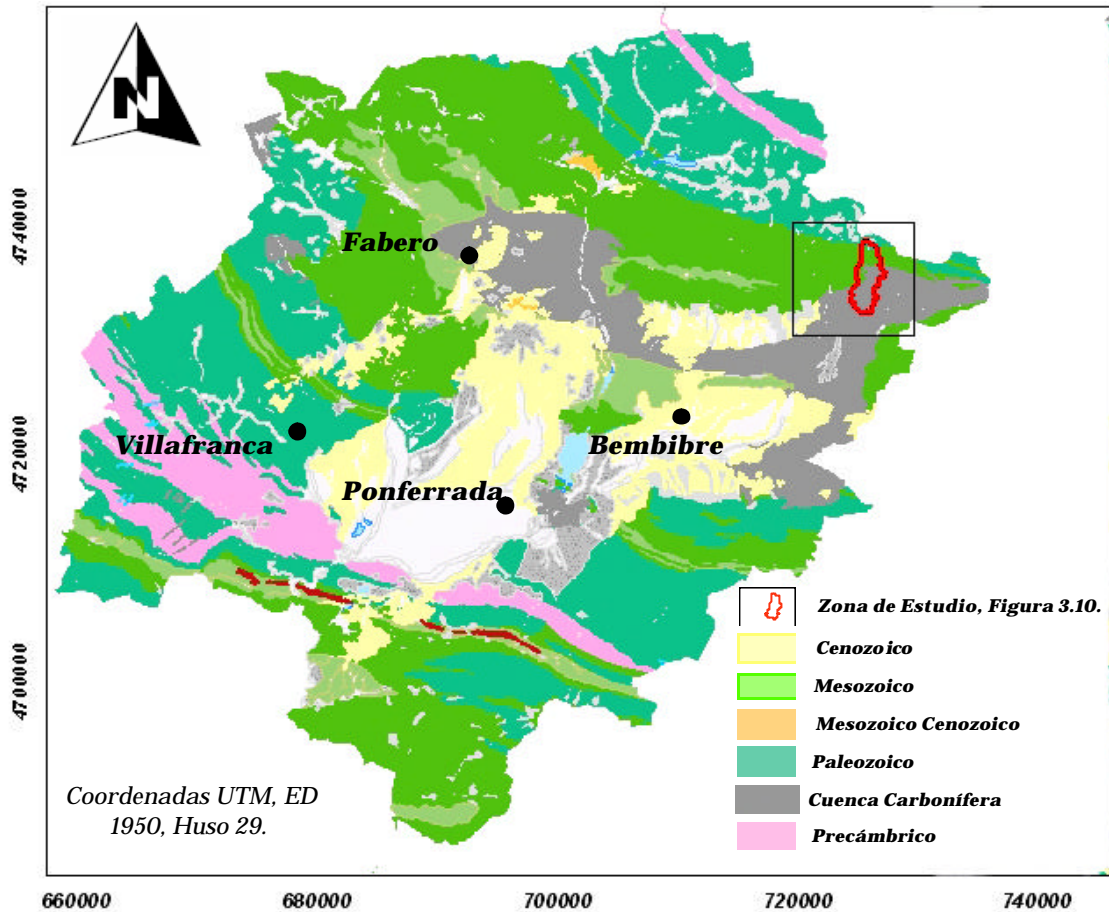 N
4740000
4720000
4700000
Fabero
Villafranca
Bembibre
Ponferrada
Zona de Estudio, Figura 3.10.
Cenozoico
Mesozoico
Mesozoico Cenozoico
Paleozoico
Cuenca Carbonífera
Precámbrico
Coordenadas UTM, ED
1950, Huso 29.
660000 680000 700000 720000 740000